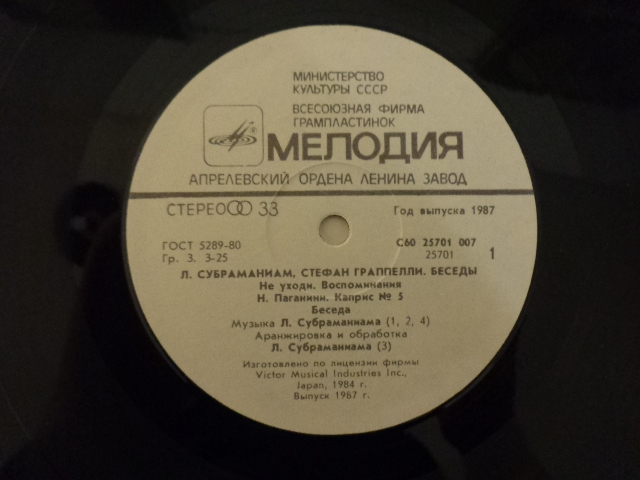 МИНИСТЕРСТВО
КУЛЬТУРЫ СССР
ВСЕСОЮЗНАЯ ФИРМА
ГРАМПЛАСТИНОК
МЕЛОДИЯ
АПРЕЛЕВСКИЙ ОРДЕНА ЛЕНИНА ЗАВОД
СТЕРЕО 33
Год выпуска 1987
ГОСТ 5289-80
Гр. 3. 3-25
С60 25701 007
25701 1
Л. СУБРАМАНИАМ, СТЕФАН ГРАППЕЛЛИ. БЕСЕДЫ
Не уходи. Воспоминания
Н. Паганини. Каприс № 5
Беседа
Музыка Л. Субраманиама (1, 2, 4)
Аранжировка и обработка
Л. Субраманиама (3)
Изготовлено по лицензии фирмы
Victor Musical Industries Inc.,
Japan, 1984 г.
Выпуск 1987 г.